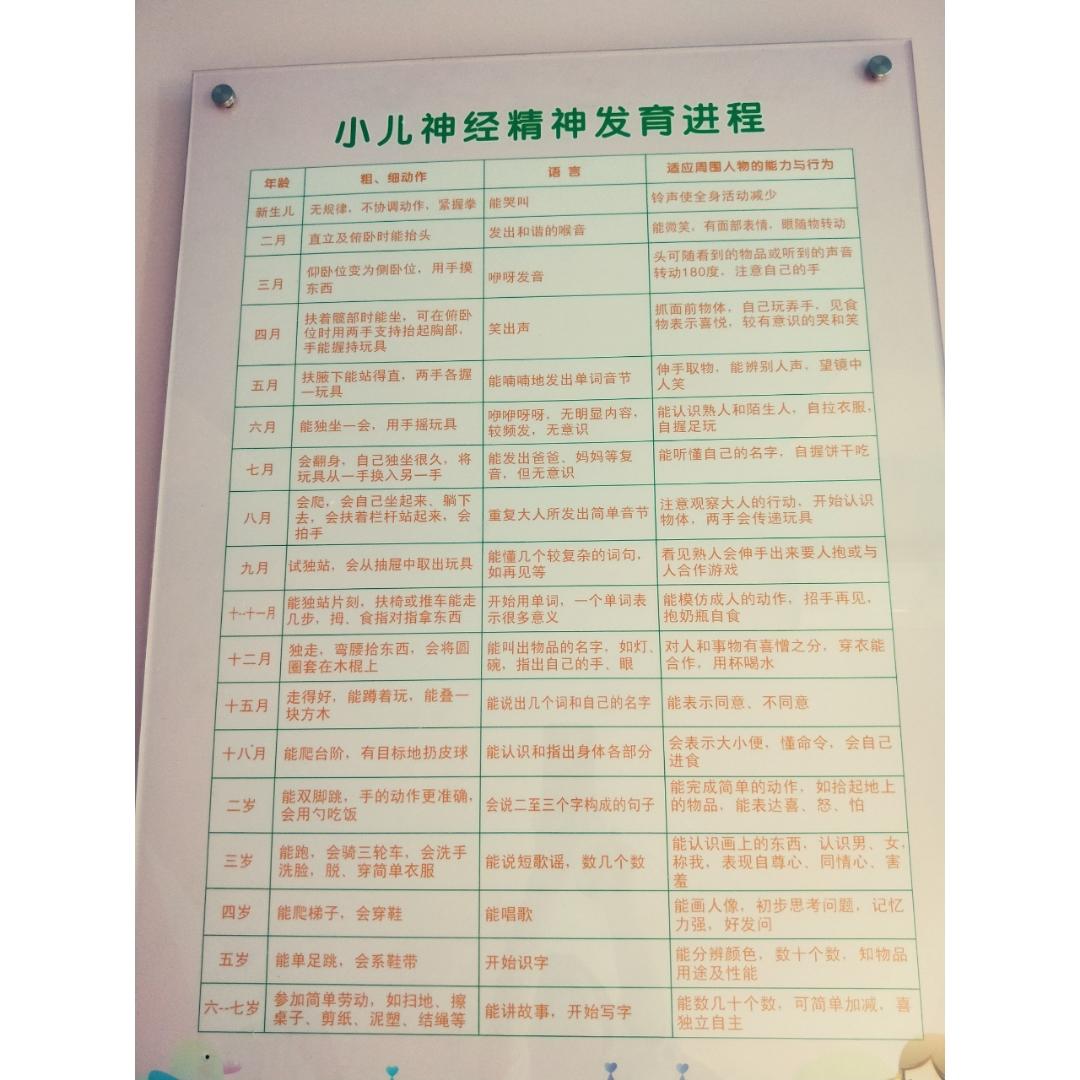 小儿神经精神发育进程
年龄 粗、细动作 语 言 适应周围人物的能力与行为
新生儿 无规律，不协调动作，紧握拳 能哭叫 铃声使全身活动减少
二月 直立及俯卧时能抬头 发出和谐的喉音 能微笑，有面部表情，眼随物转动
三月 仰卧位变为侧卧位，用手摸
东西 咿呀发音 头可随看到的物品或听到的声音
转动180度，注意自己的手
四月 扶着髋部时能坐，可在俯卧
位时用两手支持抬起胸部，
手能握持玩具 笑出声 抓面前物体，自己玩弄手，见食
物表示喜悦，较有意识的哭和笑
五月 扶腋下能站得直，两手各握
一玩具 能喃喃地发出单词音节 伸手取物，能辨别人声，望镜中
人笑
六月 能独坐一会，用手摇玩具 咿咿呀呀，无明显内容，
较频发，无意识 能认识熟人和陌生人，自拉衣服，
自握足玩
七月 会翻身，自己独坐很久，将
玩具从一手换入另一手 能发出爸爸、妈妈等复
音，但无意识 能听懂自己的名字，自握饼干吃
八月 会爬，会自己坐起来、躺下
去，会扶着栏杆站起来，会
拍手 重复大人所发出简单音节 注意观察大人的行动，开始认识
物体，两手会传递玩具
九月 试独站，会从抽屉中取出玩具 能懂几个较复杂的词句，
如再见等 看见熟人会伸手出来要人抱或与
人合作游戏
十--十一月 能独站片刻，扶椅或推车能走
几步，拇、食指对指拿东西 开始用单词，一个单词表
示很多意义 能模仿成人的动作，招手再见，
抱奶瓶自食
十二月 独走，弯腰拾东西，会将圆
圈套在木棍上 能叫出物品的名字，如灯、
碗，指出自己的手、眼 对人和事物有喜憎之分，穿衣能
合作，用杯喝水
十五月 走得好，能蹲着玩，能叠一
块方木 能说出几个词和自己的名字 能表示同意、不同意
十八月 能爬台阶，有目标地扔皮球 能认识和指出身体各部分 会表示大小便，懂命令，会自己
进食
二岁 能双脚跳，手的动作更准确，
会用勺吃饭 会说二至三个字构成的句子 能完成简单的动作，如拾起地上
的物品，能表达喜、怒、怕
三岁 能跑，会骑三轮车，会洗手
洗脸，脱、穿简单衣服 能说短歌谣，数几个数 能认识画上的东西，认识男、女，
称我，表现自尊心、同情心、害
羞
四岁 能爬梯子，会穿鞋 能唱歌 能画人像，初步思考问题，记忆
力强，好发问
五岁 能单足跳，会系鞋带 开始识字 能分辨颜色，数十个数，知物品
用途及性能
六--七岁 参加简单劳动，如扫地、擦
桌子、剪纸、泥塑、结绳等 能讲故事，开始写字 能数几十个数，可简单加减，喜
独立自主